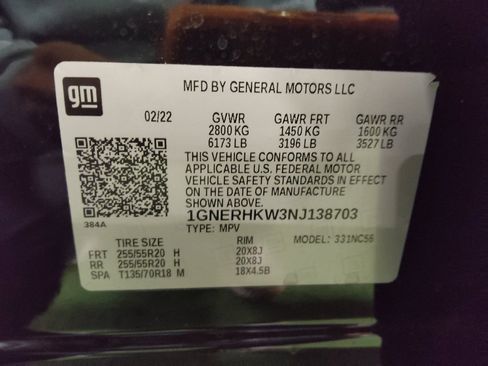 gm
MFD BY GENERAL MOTORS LLC
02/22 GVWR GAWR FRT GAWR RR
2800 KG 1450 KG 1600 KG
6173 LB 3196 LB 3527 LB
THIS VEHICLE CONFORMS TO ALL
APPLICABLE U.S. FEDERAL MOTOR
VEHICLE SAFETY STANDARDS IN EFFECT
ON THE DATE OF MANUFACTURE
SHOWN ABOVE.
384A
1GNERHKW3NJ138703
TYPE: MPV
TIRE SIZE RIM MODEL: 331NC56
FRT 255/55R20 H 20X8J
RR 255/55R20 H 20X8J
SPA T135/70R18 M 18X4.5B